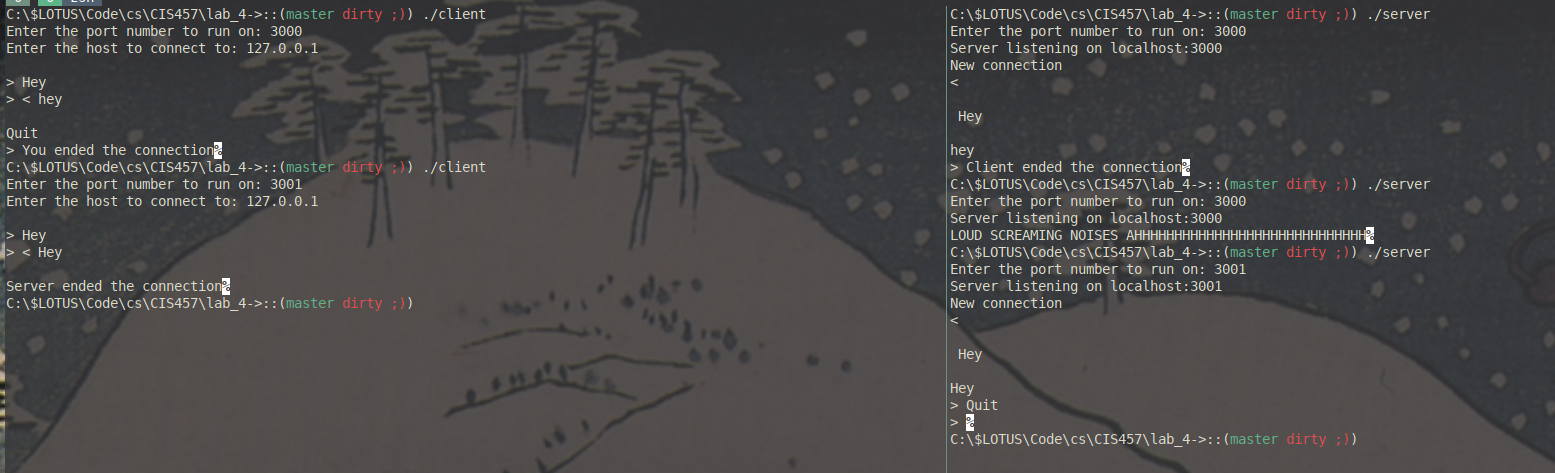 C:\$LOTUS\Code\cs\CIS457\lab_4->::(master dirty ;)) ./client
Enter the port number to run on: 3000
Enter the host to connect to: 127.0.0.1
> Hey
> < hey
Quit
> You ended the connection%
C:\$LOTUS\Code\cs\CIS457\lab_4->::(master dirty ;)) ./client
Enter the port number to run on: 3001
Enter the host to connect to: 127.0.0.1
> Hey
> < Hey
Server ended the connection%
C:\$LOTUS\Code\cs\CIS457\lab_4->::(master dirty ;))
C:\$LOTUS\Code\cs\CIS457\lab_4->::(master dirty ;)) ./server
Enter the port number to run on: 3000
Server listening on localhost:3000
New connection
<
Hey
hey
> Client ended the connection%
C:\$LOTUS\Code\cs\CIS457\lab_4->::(master dirty ;)) ./server
Enter the port number to run on: 3000
Server listening on localhost:3000
LOUD SCREAMING NOISES AHHHHHHHHHHHHHHHHHHHHHHHHHHHHH%
C:\$LOTUS\Code\cs\CIS457\lab_4->::(master dirty ;)) ./server
Enter the port number to run on: 3001
Server listening on localhost:3001
New connection
<
Hey
Hey
> Quit
> %
C:\$LOTUS\Code\cs\CIS457\lab_4->::(master dirty ;))